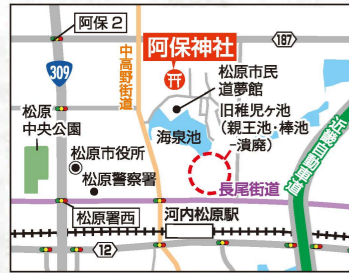 阿保2
187
阿保神社
309
中高野街道
松原市民
道夢館
旧稚児ヶ池
(親王池・棒池
-潰廃)
海泉池
松原
中央公園
松原市役所
松原警察署
近畿自動車道
長尾街道
松原署西
河内松原駅
12